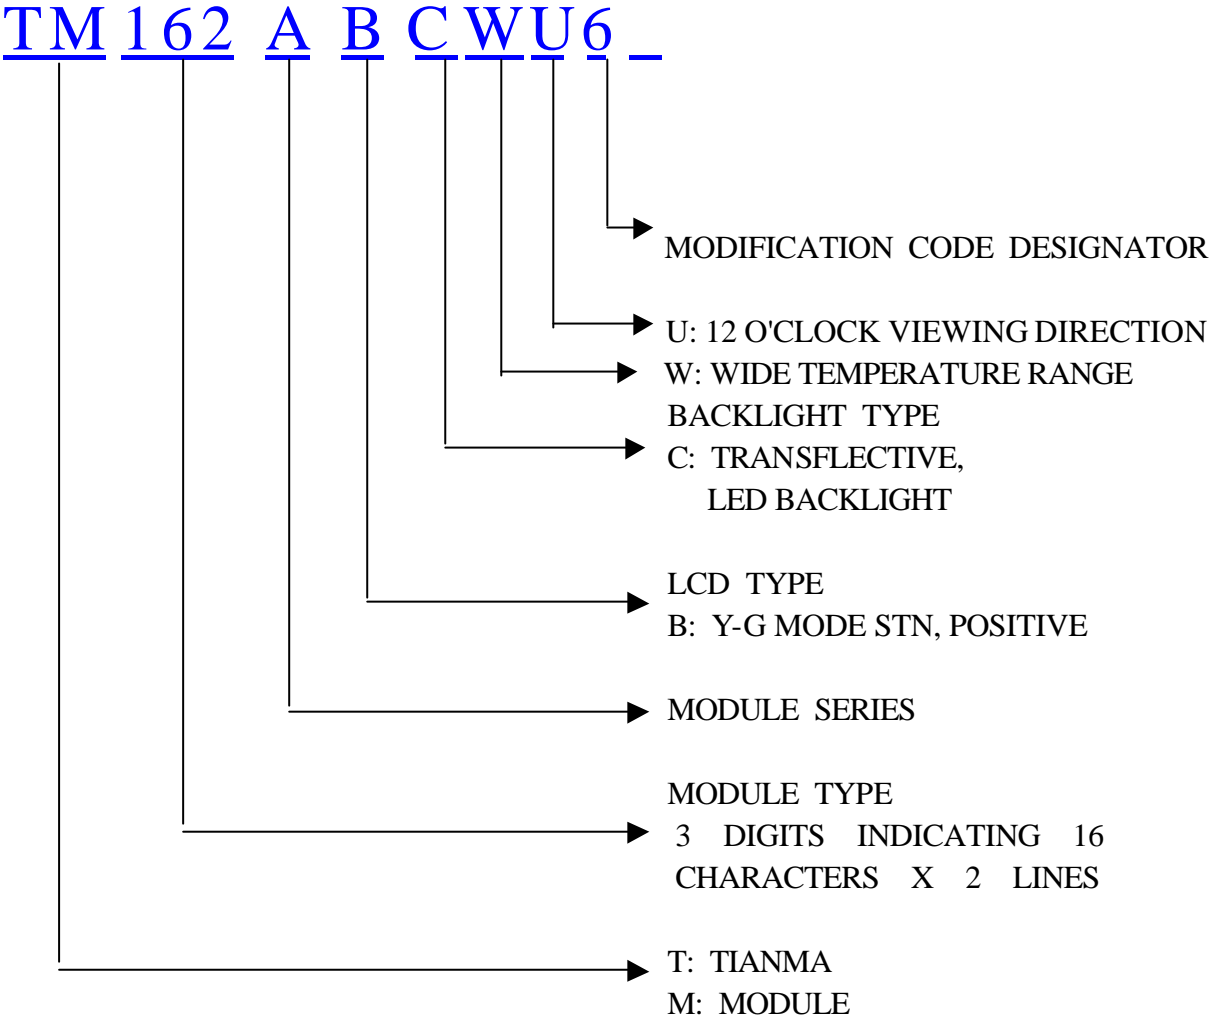 TM 162 A B C W U 6 _
MODIFICATION CODE DESIGNATOR
U: 12 O'CLOCK VIEWING DIRECTION
W: WIDE TEMPERATURE RANGE
BACKLIGHT TYPE
C: TRANSFLECTIVE,
LED BACKLIGHT
LCD TYPE
B: Y-G MODE STN, POSITIVE
MODULE SERIES
MODULE TYPE
3 DIGITS INDICATING 16
CHARACTERS X 2 LINES
T: TIANMA
M: MODULE